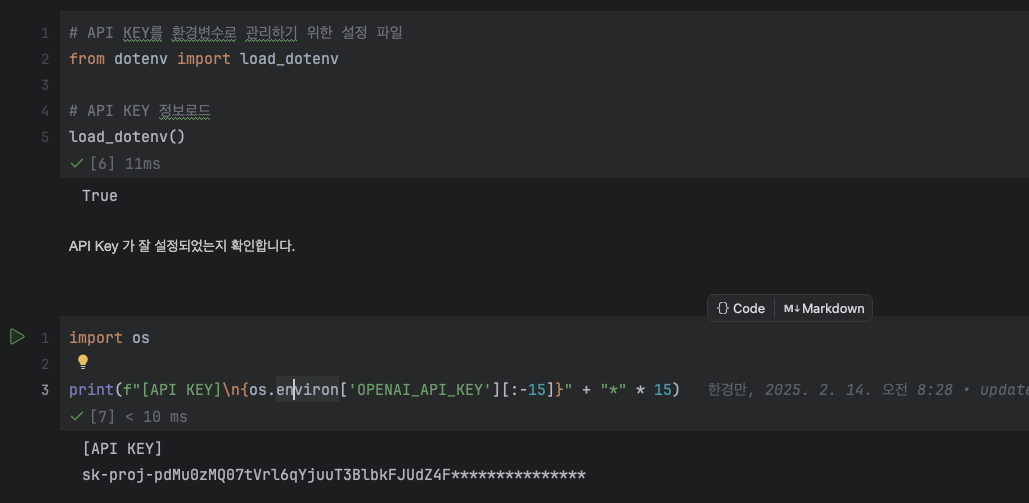 1 # API KEY를 환경변수로 관리하기 위한 설정 파일
2 from dotenv import load_dotenv
3
4 # API KEY 정보로드
5 load_dotenv()
[6] 11ms
True
API Key 가 잘 설정되었는지 확인합니다.
{} Code M↓ Markdown
1 import os
2
3 print(f"[API KEY]\n{os.environ['OPENAI_API_KEY'][:-15]}" + "*" * 15) 한경만, 2025. 2. 14. 오전 8:28 • update
[7] < 10 ms
[API KEY]
sk-proj-pdMu0zMQ07tVrl6qYjuuT3BlbkFJUdZ4F***************